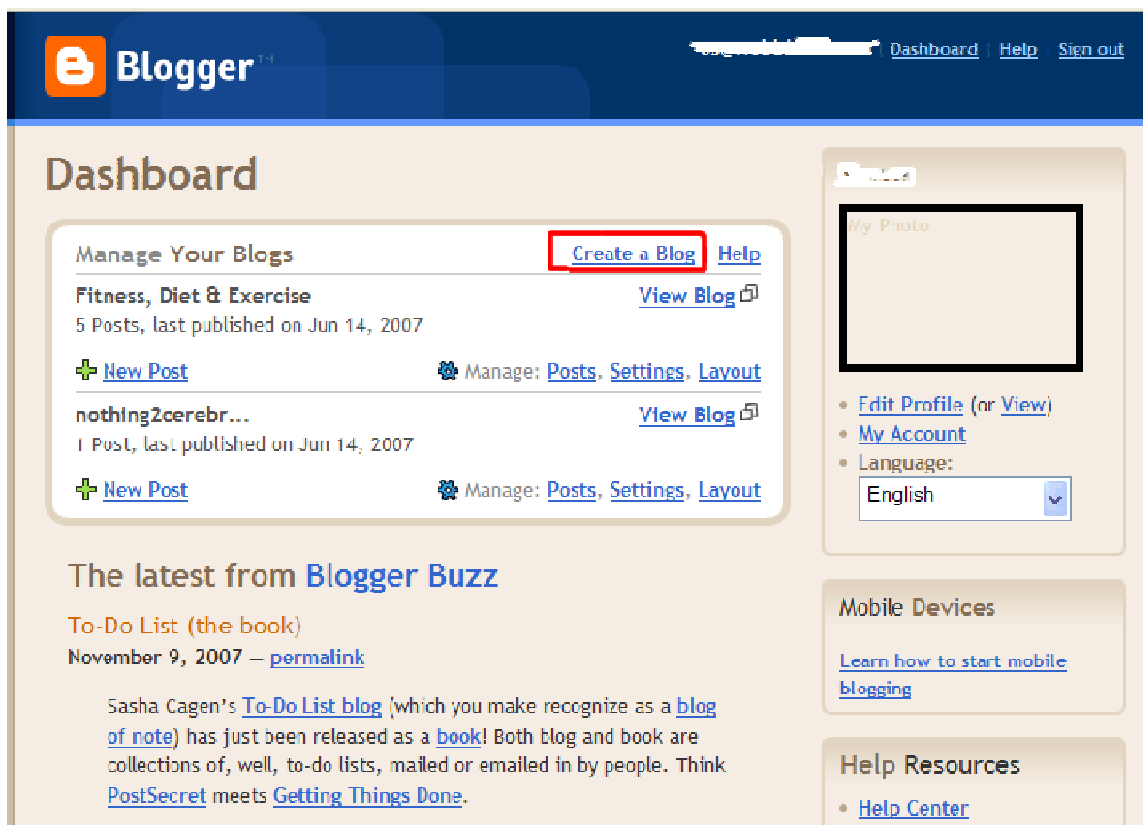 Blogger™
Dashboard | Help Sign out
Dashboard
Manage Your Blogs Create a Blog Help
Fitness, Diet & Exercise View Blog
5 Posts, last published on Jun 14, 2007
New Post Manage: Posts, Settings, Layout
nothing2cerebr... View Blog
1 Post, last published on Jun 14, 2007
New Post Manage: Posts, Settings, Layout
The latest from Blogger Buzz
To-Do List (the book)
November 9, 2007 — permalink
Sasha Cagen's To-Do List blog (which you make recognize as a blog
of note) has just been released as a book! Both blog and book are
collections of, well, to-do lists, mailed or emailed in by people. Think
PostSecret meets Getting Things Done.
My Photo
Edit Profile (or View)
My Account
Language:
English
Mobile Devices
Learn how to start mobile
blogging
Help Resources
Help Center